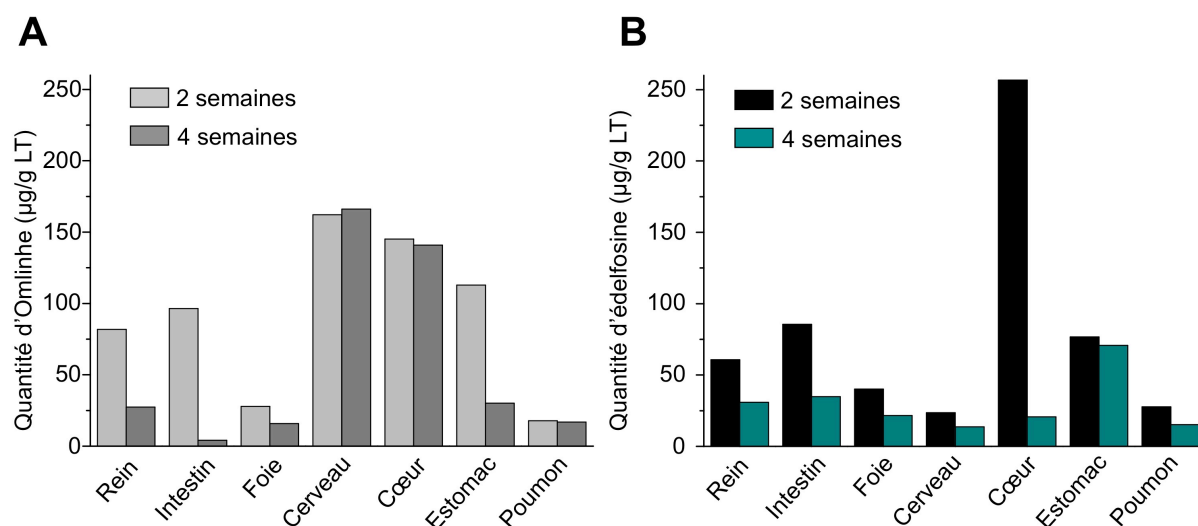 A
Quantité d'Omlinhe (µg/g LT)
250
200
150
100
50
0
2 semaines
4 semaines
Rein
Intestin
Foie
Cerveau
Cœur
Estomac
Poumon
B
Quantité d'édelfosine (µg/g LT)
250
200
150
100
50
0
2 semaines
4 semaines
Rein
Intestin
Foie
Cerveau
Cœur
Estomac
Poumon